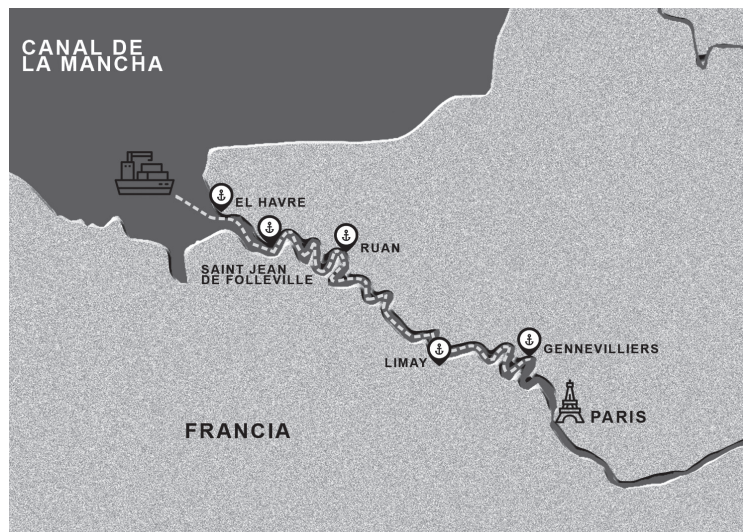 CANAL DE
LA MANCHA
EL HAVRE
RUAN
SAINT JEAN
DE FOLLEVILLE
GENNEVILLIERS
LIMAY
PARIS
FRANCIA